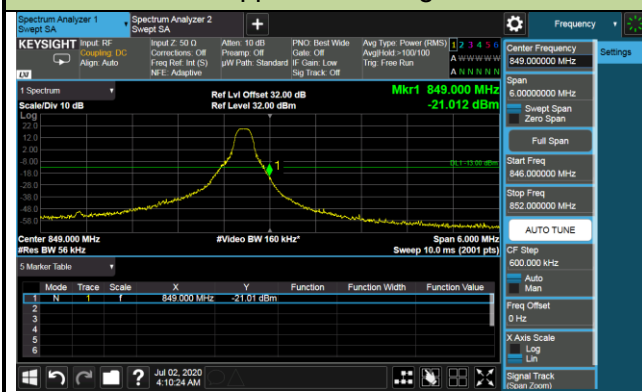 Spectrum Analyzer 1
Swept SA
Spectrum Analyzer 2
Swept SA
+
Frequency
KEYSIGHT
Input: RF
Coupling: DC
Align: Auto
Input Z: 50 Ω
Corrections: Off
Freq Ref: Int (S)
NFE: Adaptive
Atten: 10 dB
Preamp: Off
µW Path: Standard
PNO: Best Wide
Gate: Off
IF Gain: Low
Sig Track: Off
Avg Type: Power (RMS)
Avg|Hold:>100/100
Trig: Free Run
1 2 3 4 5 6
A W W W W W
A N N N N N
LXI
1 Spectrum
Scale/Div 10 dB
Log
Ref Lvl Offset 32.00 dB
Ref Level 32.00 dBm
Mkr1 849.000 MHz
-21.012 dBm
22.0
12.0
2.00
-8.00
-18.0
-28.0
-38.0
-48.0
-58.0
1
DL1 -13.00 dBm
Center 849.000 MHz
#Res BW 56 kHz
#Video BW 160 kHz*
Span 6.000 MHz
Sweep 10.0 ms (2001 pts)
5 Marker Table
Mode Trace Scale X Y Function Function Width Function Value
1 N 1 f 849.000 MHz -21.01 dBm
2
3
4
5
6
Jul 02, 2020
4:10:24 AM
Center Frequency
849.000000 MHz
Settings
Span
6.00000000 MHz
Swept Span
Zero Span
Full Span
Start Freq
846.000000 MHz
Stop Freq
852.000000 MHz
AUTO TUNE
CF Step
600.000 kHz
Auto
Man
Freq Offset
0 Hz
X Axis Scale
Log
Lin
Signal Track
(Span Zoom)